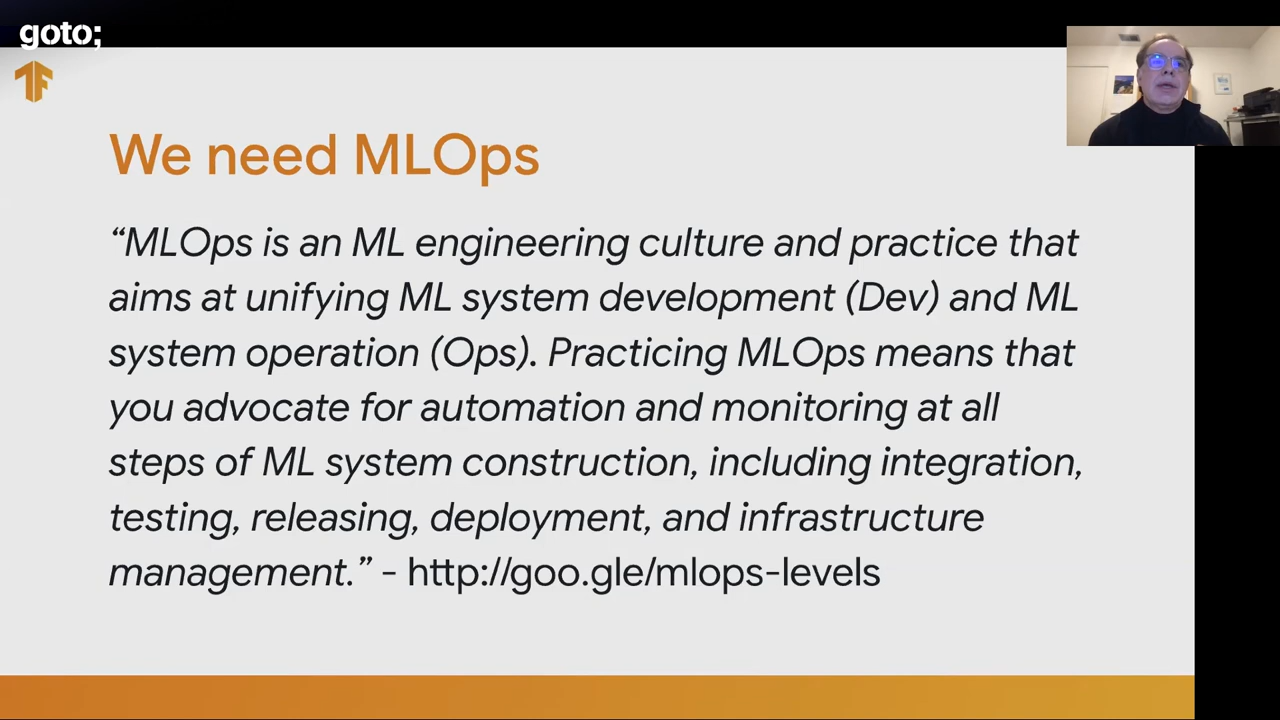 goto;
We need MLOps
“MLOps is an ML engineering culture and practice that
aims at unifying ML system development (Dev) and ML
system operation (Ops). Practicing MLOps means that
you advocate for automation and monitoring at all
steps of ML system construction, including integration,
testing, releasing, deployment, and infrastructure
management.” - http://goo.gle/mlops-levels